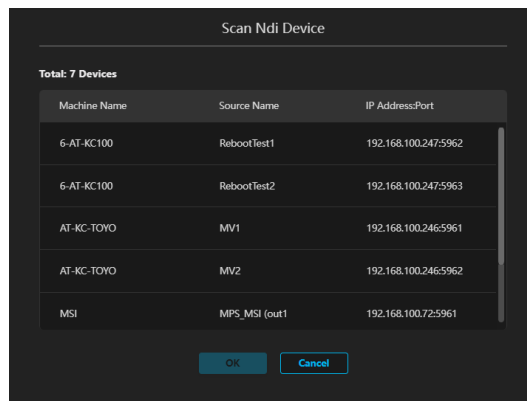 Scan Ndi Device
Total: 7 Devices
Machine Name Source Name IP Address:Port
6-AT-KC100 RebootTest1 192.168.100.247:5962
6-AT-KC100 RebootTest2 192.168.100.247:5963
AT-KC-TOYO MV1 192.168.100.246:5961
AT-KC-TOYO MV2 192.168.100.246:5962
MSI MPS_MSI (out1 192.168.100.72:5961
OK Cancel